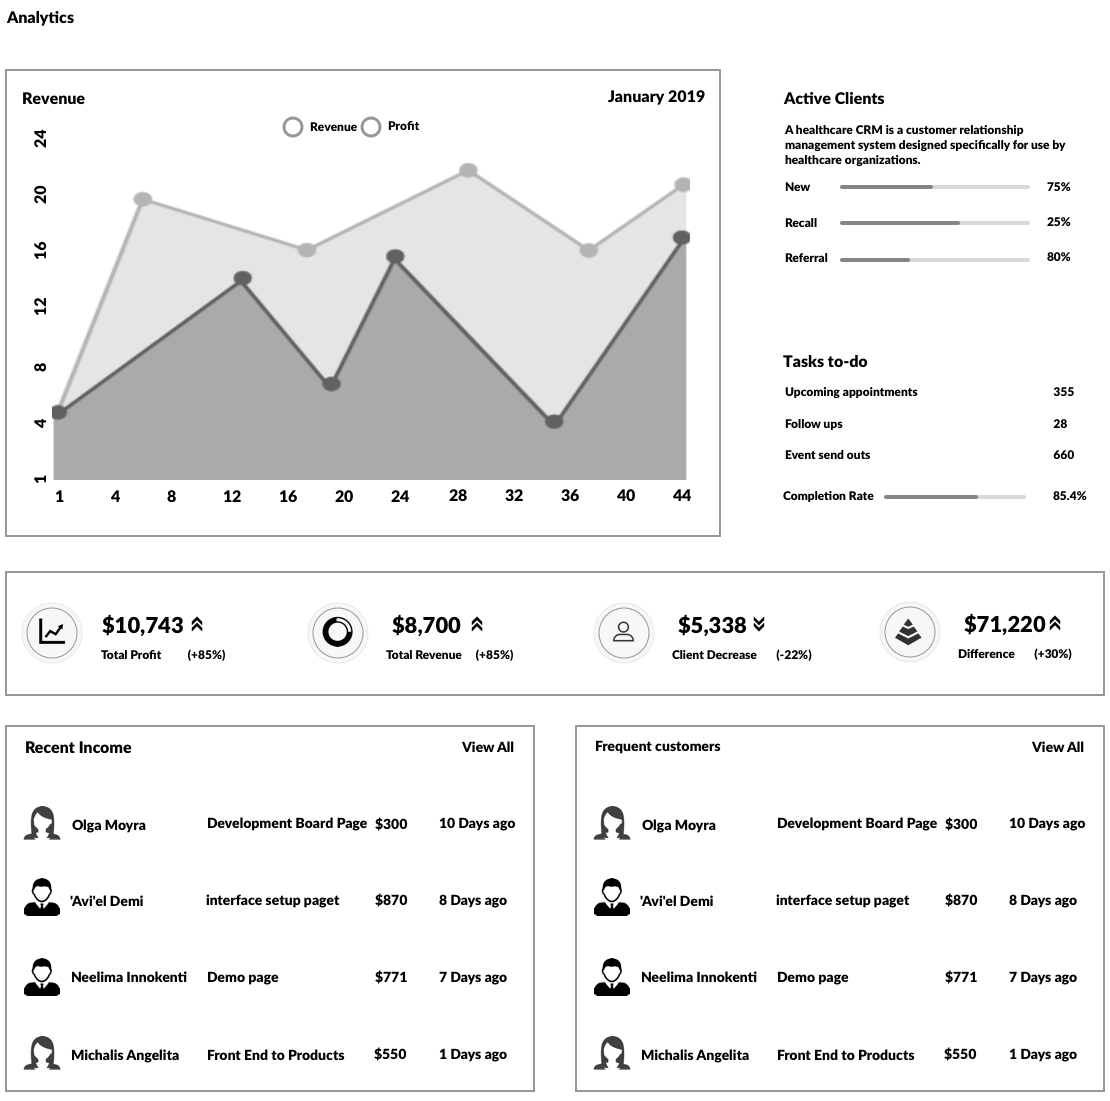 Analytics
Revenue
January 2019
Revenue
Profit
24
20
16
12
8
4
1
1 4 8 12 16 20 24 28 32 36 40 44
Active Clients
A healthcare CRM is a customer relationship
management system designed specifically for use by
healthcare organizations.
New 75%
Recall 25%
Referral 80%
Tasks to-do
Upcoming appointments 355
Follow ups 28
Event send outs 660
Completion Rate 85.4%
$10,743
Total Profit (+85%)
$8,700
Total Revenue (+85%)
$5,338
Client Decrease (-22%)
$71,220
Difference (+30%)
Recent Income View All
Olga Moyra Development Board Page $300 10 Days ago
'Avi'el Demi interface setup paget $870 8 Days ago
Neelima Innokenti Demo page $771 7 Days ago
Michalis Angelita Front End to Products $550 1 Days ago
Frequent customers View All
Olga Moyra Development Board Page $300 10 Days ago
'Avi'el Demi interface setup paget $870 8 Days ago
Neelima Innokenti Demo page $771 7 Days ago
Michalis Angelita Front End to Products $550 1 Days ago